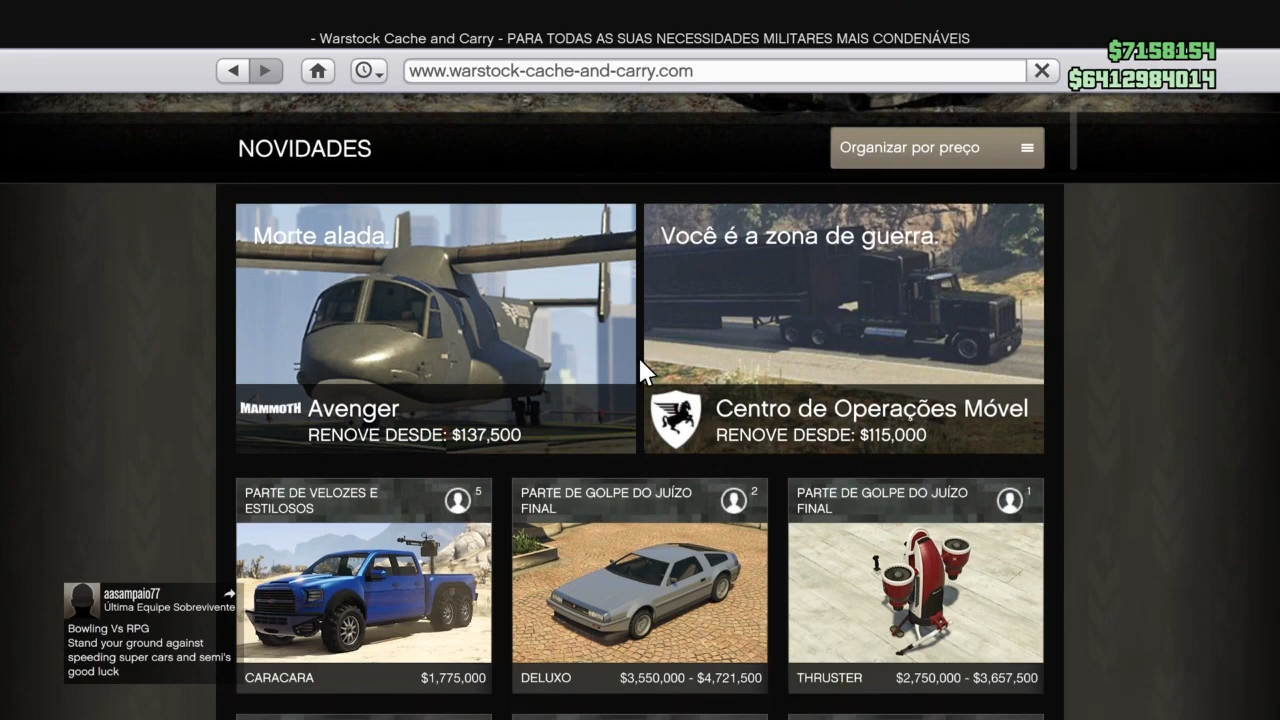 - Warstock Cache and Carry - PARA TODAS AS SUAS NECESSIDADES MILITARES MAIS CONDENÁVEIS
$7158154
www.warstock-cache-and-carry.com
$6412984014
NOVIDADES
Organizar por preço
Morte alada.
Você é a zona de guerra.
MAMMOTH
Avenger
RENOVE DESDE: $137,500
Centro de Operações Móvel
RENOVE DESDE: $115,000
PARTE DE VELOZES E
ESTILOSOS
5
PARTE DE GOLPE DO JUÍZO
FINAL
2
PARTE DE GOLPE DO JUÍZO
FINAL
1
aasampaio77
Última Equipe Sobrevivente
Bowling Vs RPG
Stand your ground against
speeding super cars and semi's
good luck
CARACARA $1,775,000
DELUXO $3,550,000 - $4,721,500
THRUSTER $2,750,000 - $3,657,500